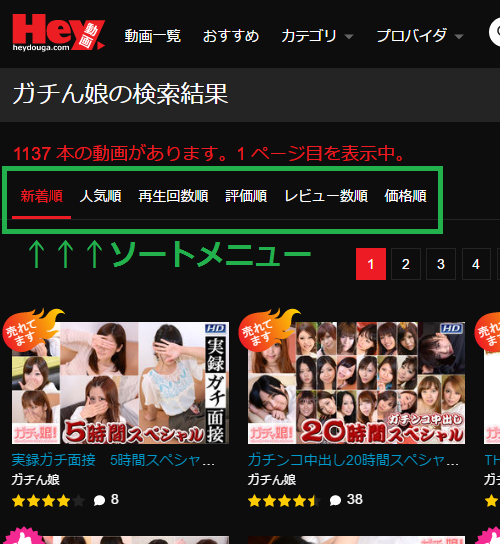 Hey動画
heydouga.com
動画一覧 おすすめ カテゴリ プロバイダ
ガチん娘の検索結果
1137 本の動画があります。1 ページ目を表示中。
新着順 人気順 再生回数順 評価順 レビュー数順 価格順
↑↑↑ソートメニュー
1 2 3 4
売れてます
HD
実録ガチ面接
ガチん娘!
5時間スペシャル
売れてます
HD
ガチンコ中出し
ガチん娘!
20時間スペシャル
実録ガチ面接 5時間スペシャ...
ガチンコ中出し20時間スペシャ...
TH
ガチん娘
ガチん娘
8
38